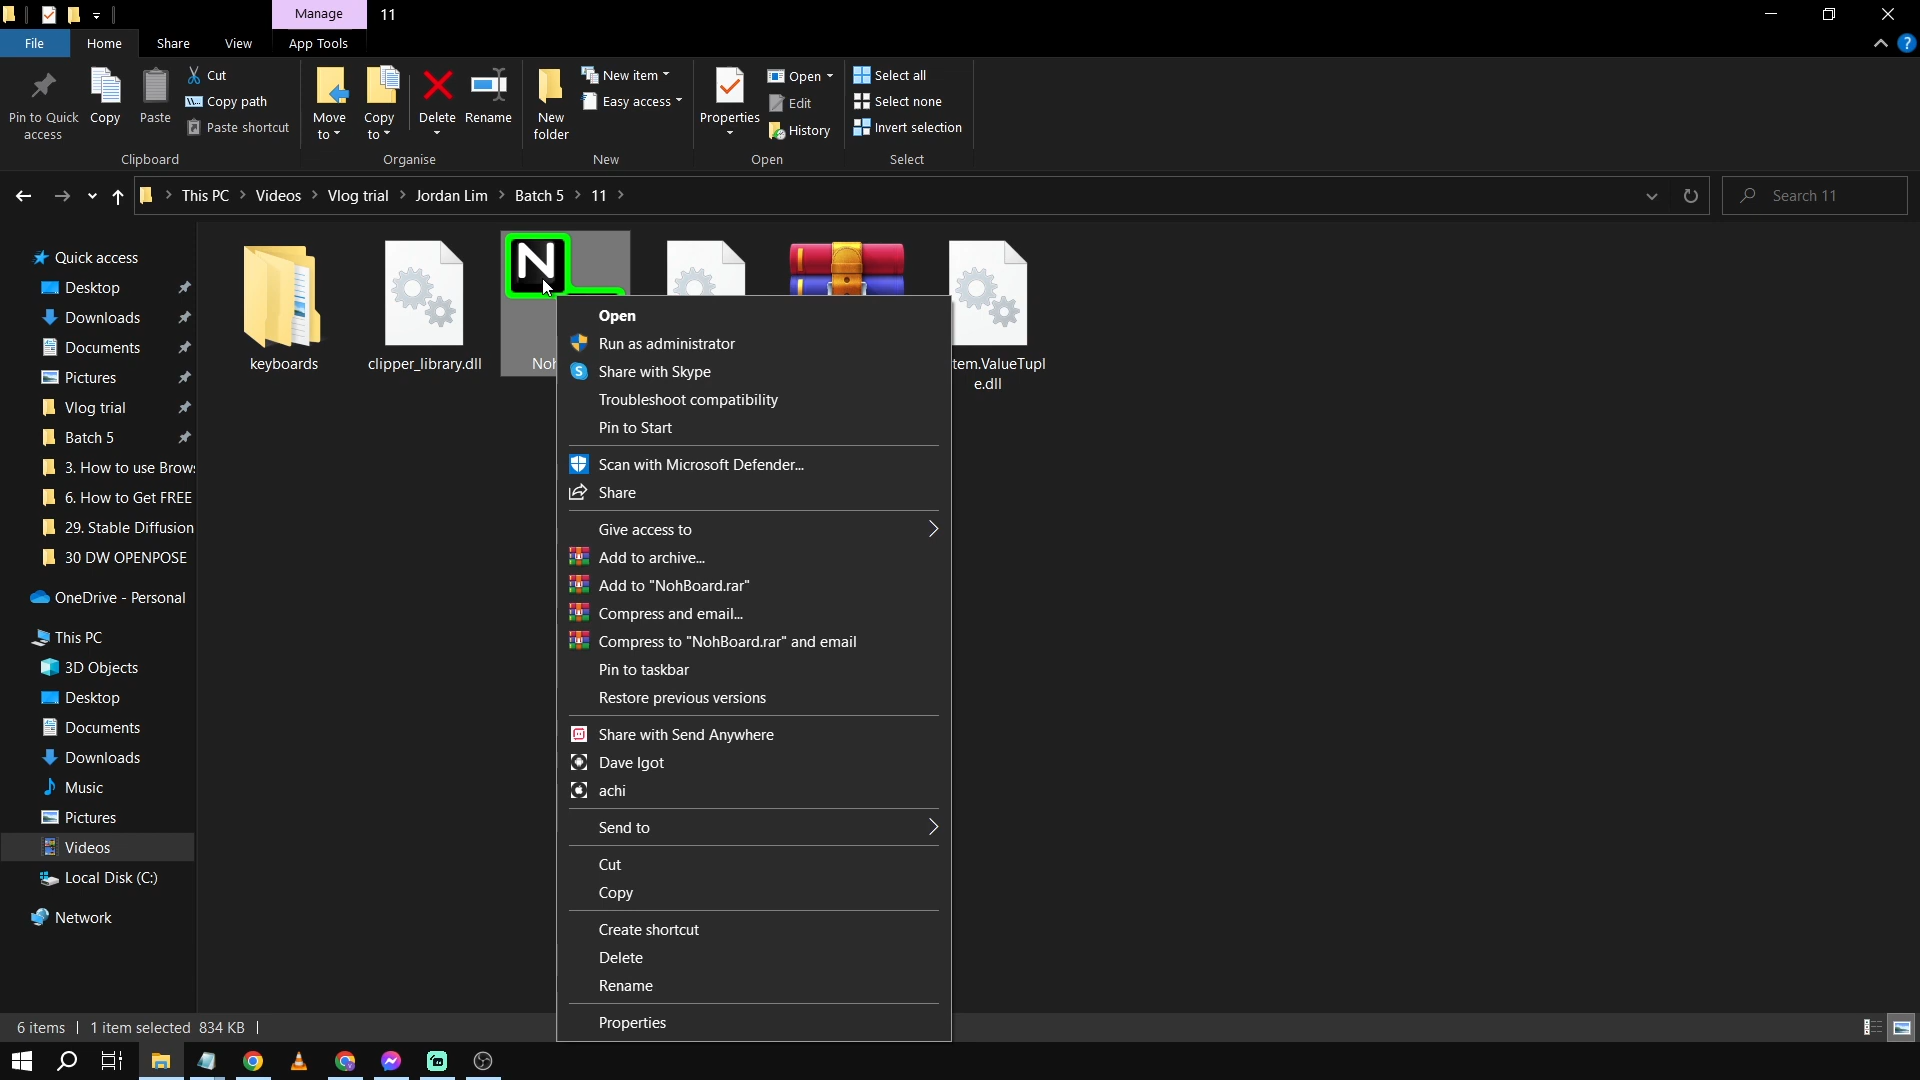 Manage
11
File
Home
Share
View
App Tools
Pin to Quick
access
Copy
Paste
Cut
Copy path
Paste shortcut
Clipboard
Move
to
Copy
to
Delete
Rename
Organise
New
folder
New item
Easy access
New
Properties
Open
Edit
History
Open
Select all
Select none
Invert selection
Select
This PC
Videos
Vlog trial
Jordan Lim
Batch 5
11
Search 11
Quick access
Desktop
Downloads
Documents
Pictures
Vlog trial
Batch 5
3. How to use Brow
6. How to Get FREE
29. Stable Diffusion
30 DW OPENPOSE
OneDrive - Personal
This PC
3D Objects
Desktop
Documents
Downloads
Music
Pictures
Videos
Local Disk (C:)
Network
keyboards
clipper_library.dll
N
Noh
tem.ValueTupl
e.dll
Open
Run as administrator
Share with Skype
Troubleshoot compatibility
Pin to Start
Scan with Microsoft Defender...
Share
Give access to
Add to archive...
Add to "NohBoard.rar"
Compress and email...
Compress to "NohBoard.rar" and email
Pin to taskbar
Restore previous versions
Share with Send Anywhere
Dave Igot
achi
Send to
Cut
Copy
Create shortcut
Delete
Rename
Properties
6 items
1 item selected 834 KB